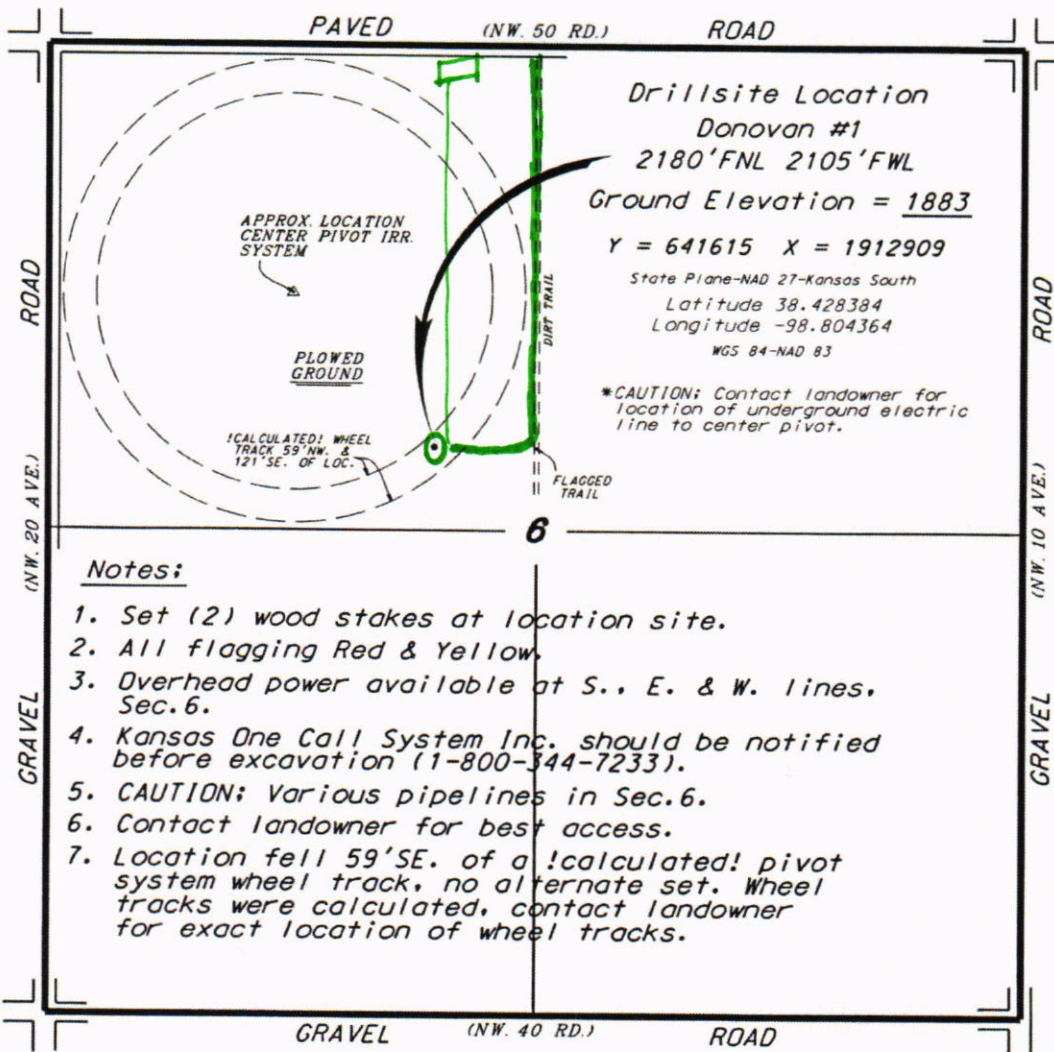 PAVED (NW. 50 RD.) ROAD
Drillsite Location
Donovan #1
2180'FNL 2105'FWL
Ground Elevation = 1883
Y = 641615 X = 1912909
State Plane-NAD 27-Kansas South
Latitude 38.428384
Longitude -98.804364
WGS 84-NAD 83
*CAUTION: Contact landowner for
location of underground electric
line to center pivot.
APPROX. LOCATION
CENTER PIVOT IRR.
SYSTEM
PLOWED
GROUND
!CALCULATED! WHEEL
TRACK 59'NW. &
121'SE. OF LOC.
DIRT TRAIL
FLAGGED
TRAIL
6
GRAVEL (NW. 20 AVE.) ROAD
GRAVEL (NW. 10 AVE.) ROAD
Notes:
1. Set (2) wood stakes at location site.
2. All flagging Red & Yellow.
3. Overhead power available at S., E. & W. lines,
Sec.6.
4. Kansas One Call System Inc. should be notified
before excavation (1-800-344-7233).
5. CAUTION: Various pipelines in Sec.6.
6. Contact landowner for best access.
7. Location fell 59'SE. of a !calculated! pivot
system wheel track, no alternate set. Wheel
tracks were calculated, contact landowner
for exact location of wheel tracks.
GRAVEL (NW. 40 RD.) ROAD